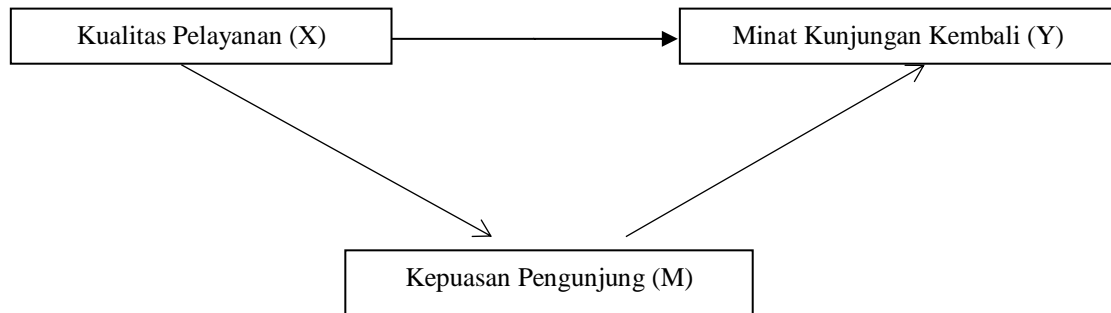 Kualitas Pelayanan (X)
Minat Kunjungan Kembali (Y)
Kepuasan Pengunjung (M)